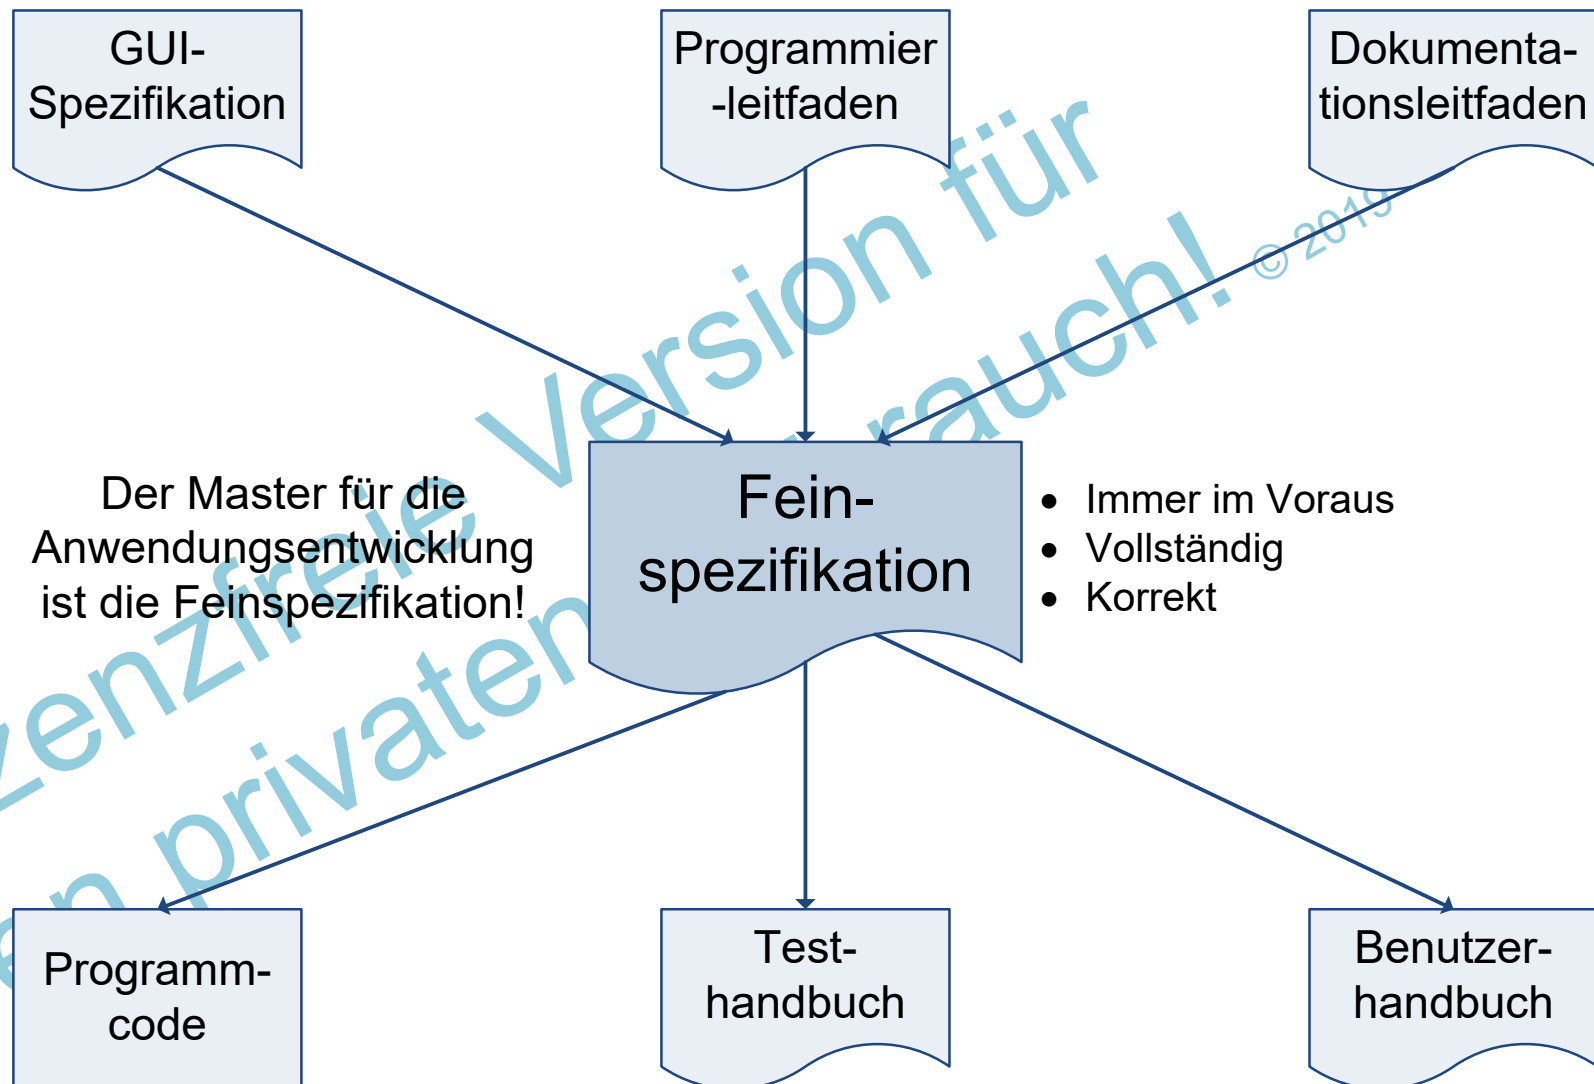 GUI-
Spezifikation
Programmier
-leitfaden
Dokumenta-
tionsleitfaden
Version für
© 2019
Der Master für die
Anwendungsentwicklung
ist die Feinspezifikation!
Fein-
spezifikation
• Immer im Voraus
• Vollständig
• Korrekt
zenzfreie
privaten
rauch!
Programm-
code
Test-
handbuch
Benutzer-
handbuch